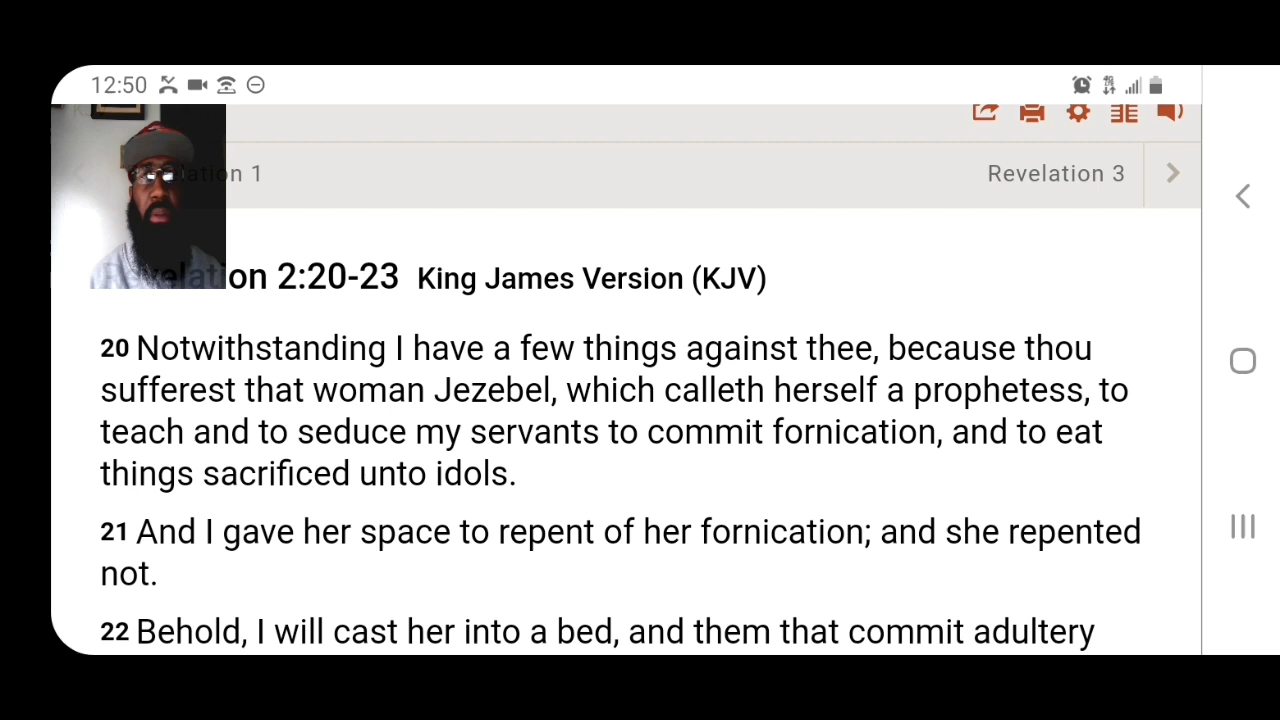 12:50
Revelation 1
Revelation 3
Revelation 2:20-23 King James Version (KJV)
20 Notwithstanding I have a few things against thee, because thou
sufferest that woman Jezebel, which calleth herself a prophetess, to
teach and to seduce my servants to commit fornication, and to eat
things sacrificed unto idols.
21 And I gave her space to repent of her fornication; and she repented
not.
22 Behold, I will cast her into a bed, and them that commit adultery